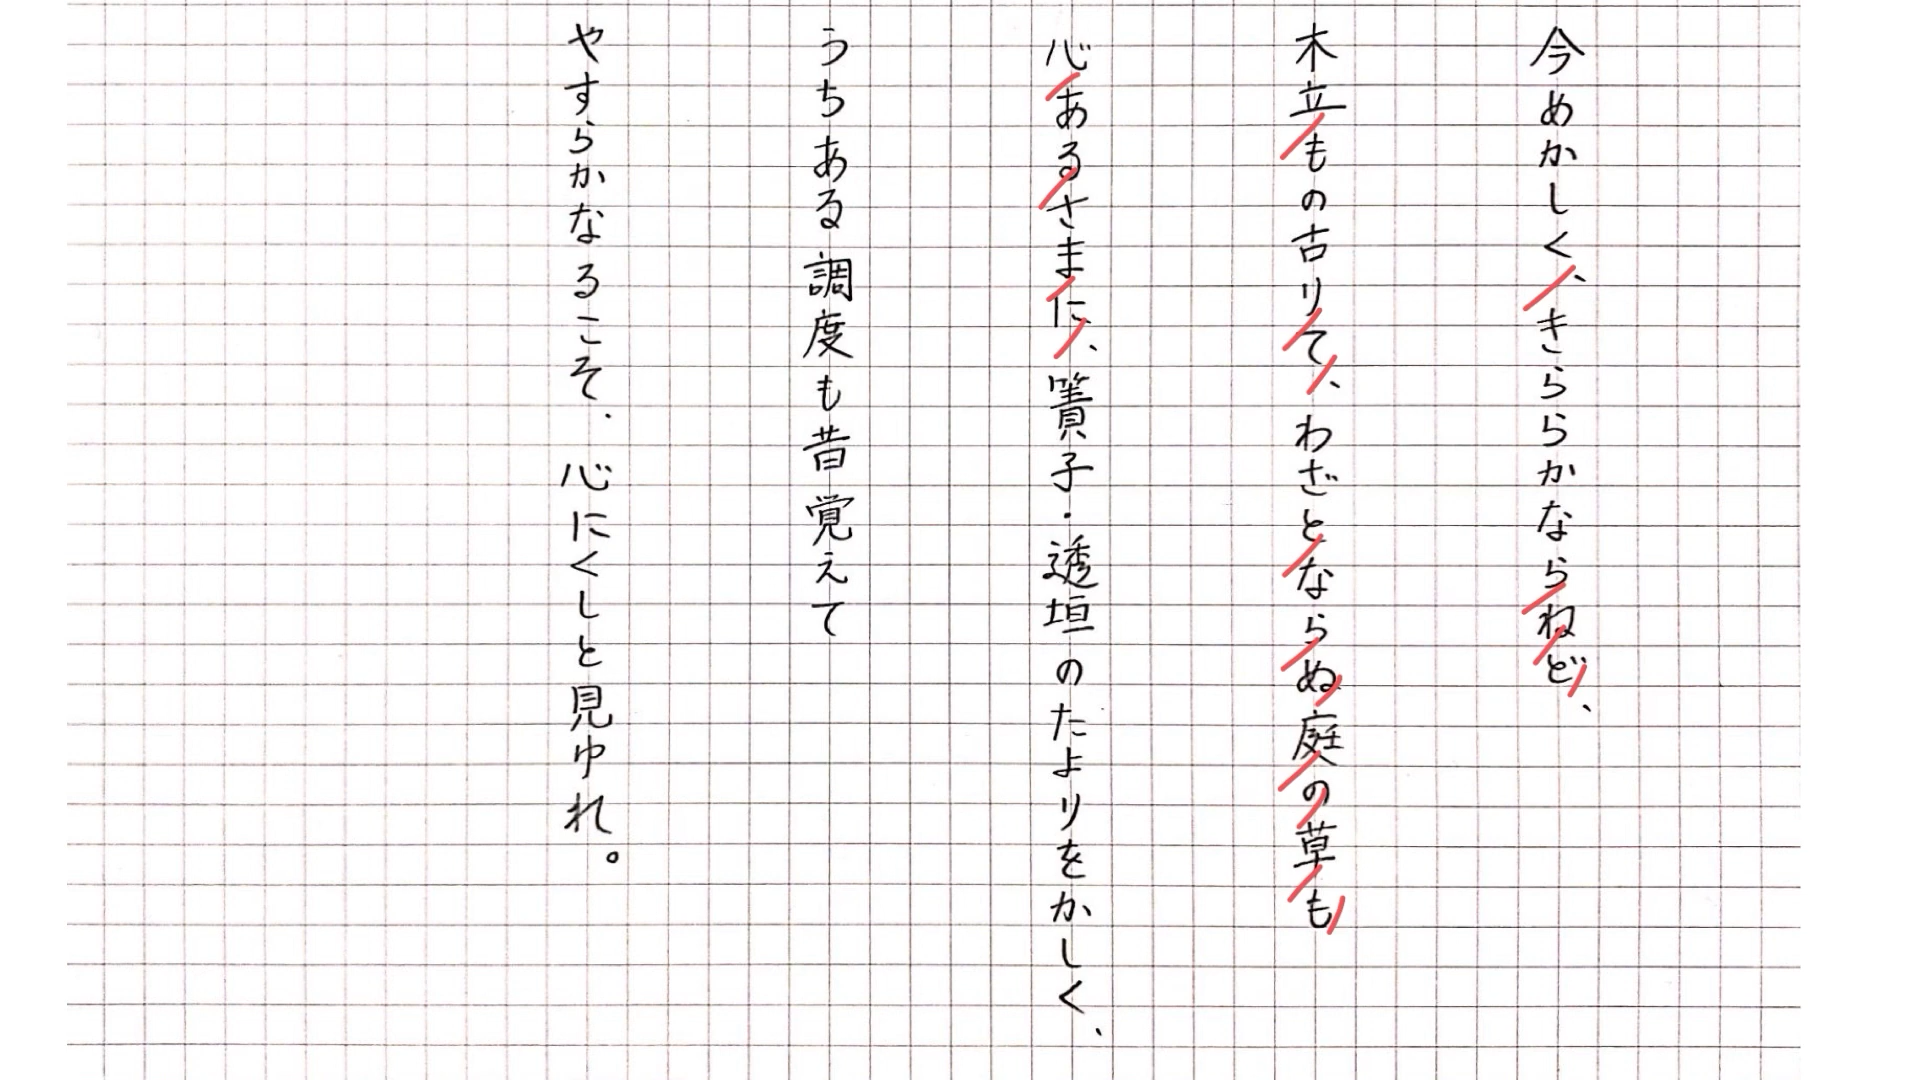 今めかしく、きららかならねど、
木立もの古りて、わざとならぬ庭の草も
心あるさまに、簀子・透垣のたよりをかしく、
うちある調度も昔覚えて
やすらかなるこそ、心にくしと見ゆれ。